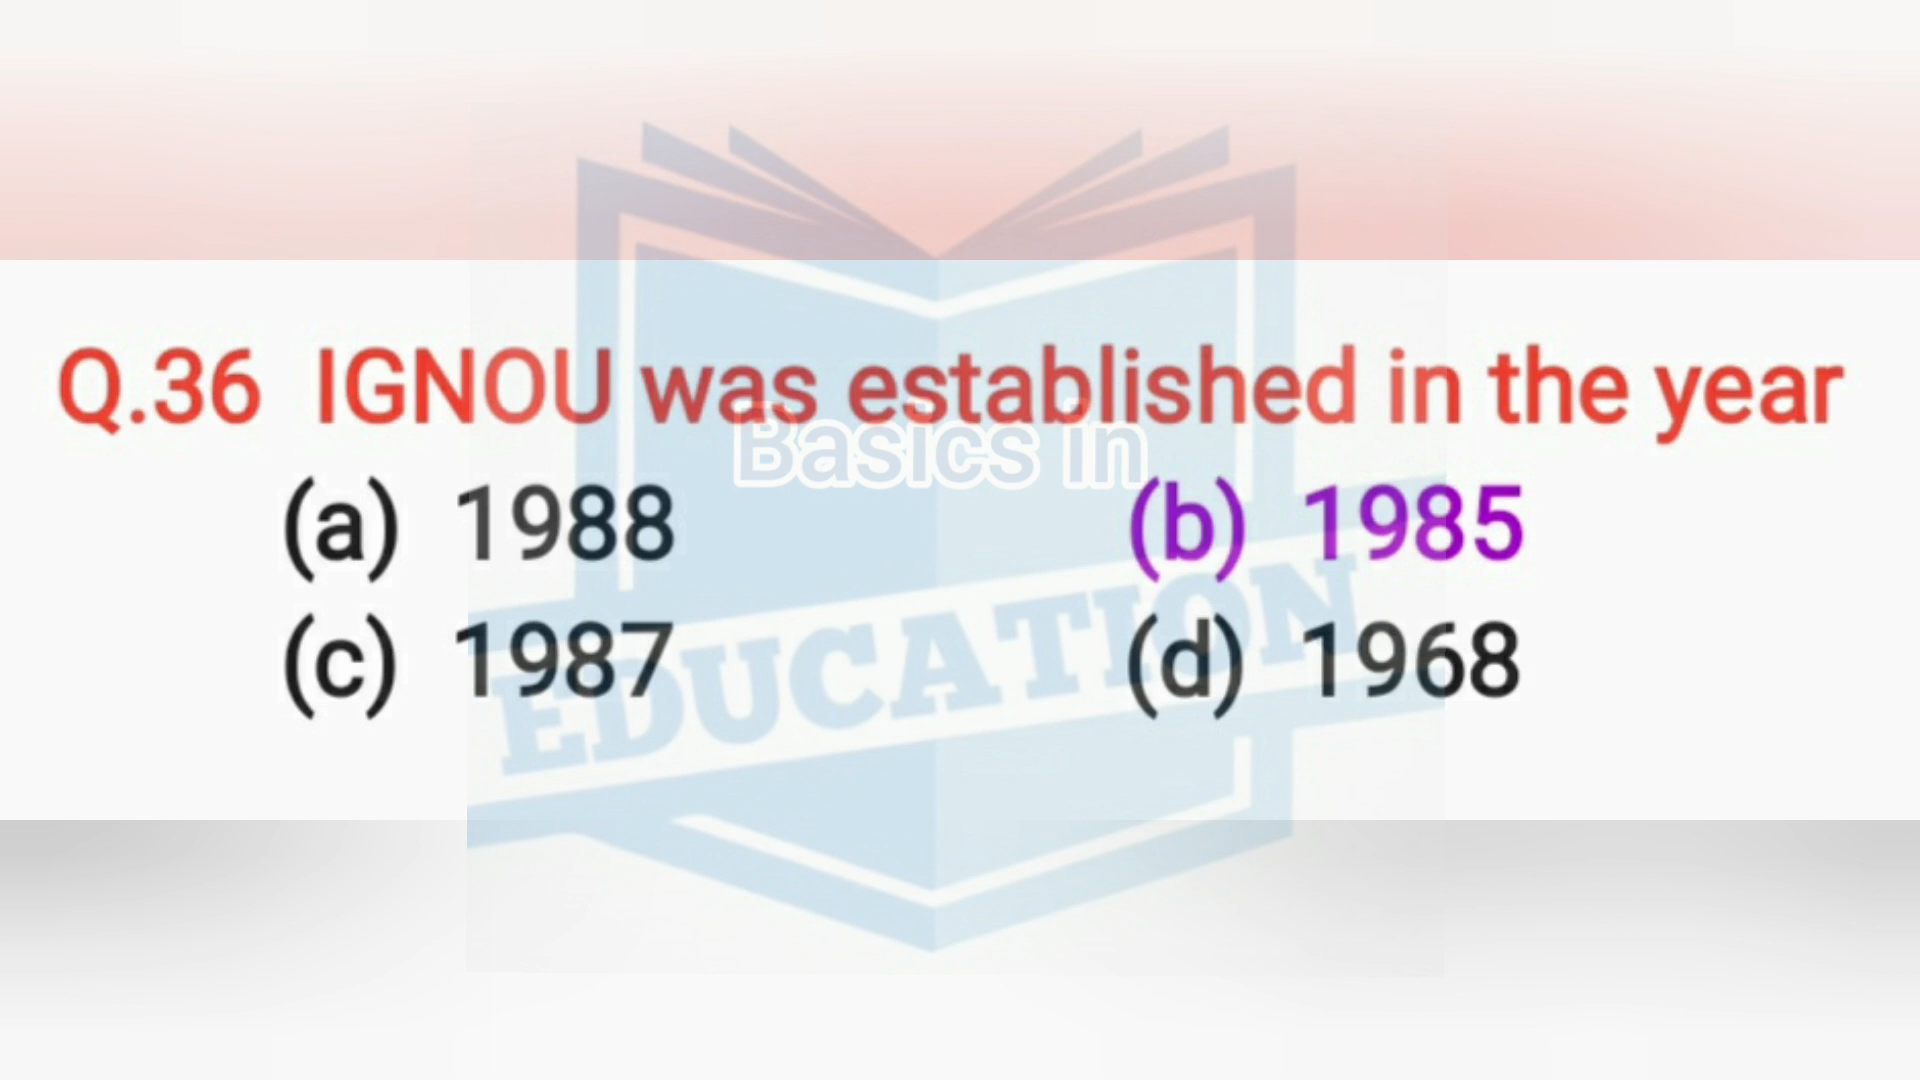 Q.36 IGNOU was established in the year
Basics in
(a) 1988 (b) 1985
(c) 1987 (d) 1968
EDUCATION